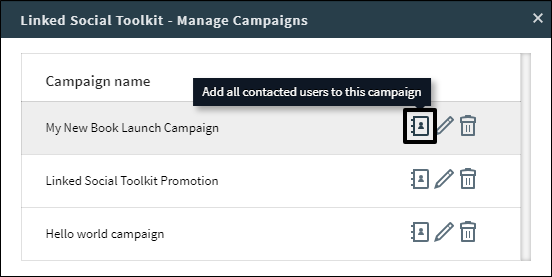 Linked Social Toolkit - Manage Campaigns
Campaign name
Add all contacted users to this campaign
My New Book Launch Campaign
Linked Social Toolkit Promotion
Hello world campaign